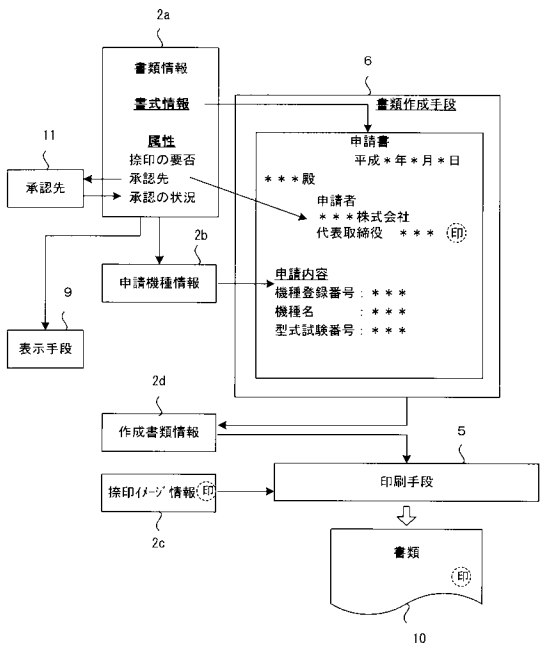 2a
書類情報
書式情報
属性
捺印の要否
承認先
承認の状況
11
承認先
6
書類作成手段
申請書
平成＊年＊月＊日
＊＊＊殿
申請者
＊＊＊株式会社
代表取締役　＊＊＊　印
申請内容
機種登録番号：＊＊＊
機種名　　　：＊＊＊
型式試験番号：＊＊＊
2b
申請機種情報
9
表示手段
2d
作成書類情報
5
印刷手段
捺印ｲﾒｰｼﾞ情報 印
2c
書類
印
10